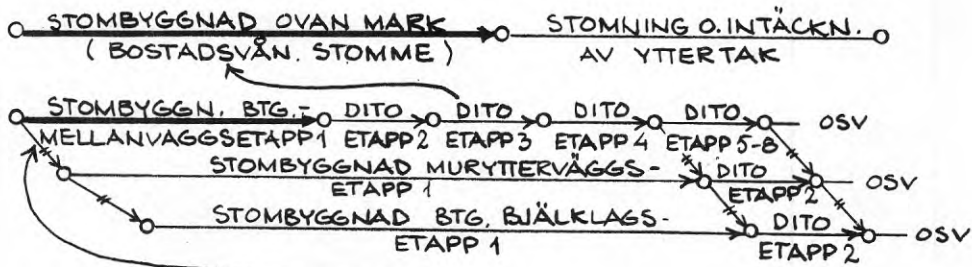 STOMBYGGNAD OVAN MARK
(BOSTADSVÅN. STOMME)
STOMNING O. INTÄCKN.
AV YTTERTAK
STOMBYGGN. BTG.-
MELLANVÄGGSETAPP 1
DITO
ETAPP 2
DITO
ETAPP 3
DITO
ETAPP 4
DITO
ETAPP 5-8
OSV
STOMBYGGNAD MURYTTERVÄGGS-
ETAPP 1
DITO
ETAPP 2
OSV
STOMBYGGNAD BTG. BJÄLKLAGS-
ETAPP 1
DITO
ETAPP 2
OSV